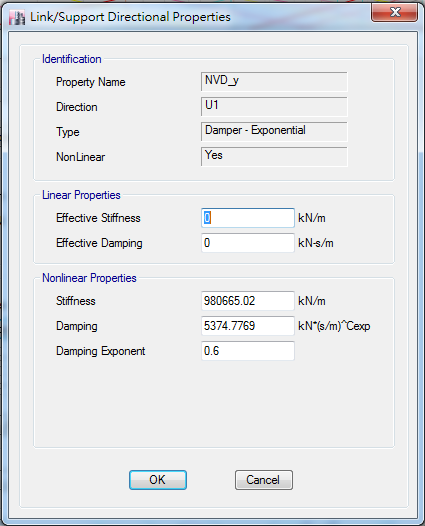 Link/Support Directional Properties
Identification
Property Name NVD_y
Direction U1
Type Damper - Exponential
NonLinear Yes
Linear Properties
Effective Stiffness 0 kN/m
Effective Damping 0 kN-s/m
Nonlinear Properties
Stiffness 980665.02 kN/m
Damping 5374.7769 kN*(s/m)^Cexp
Damping Exponent 0.6
OK Cancel